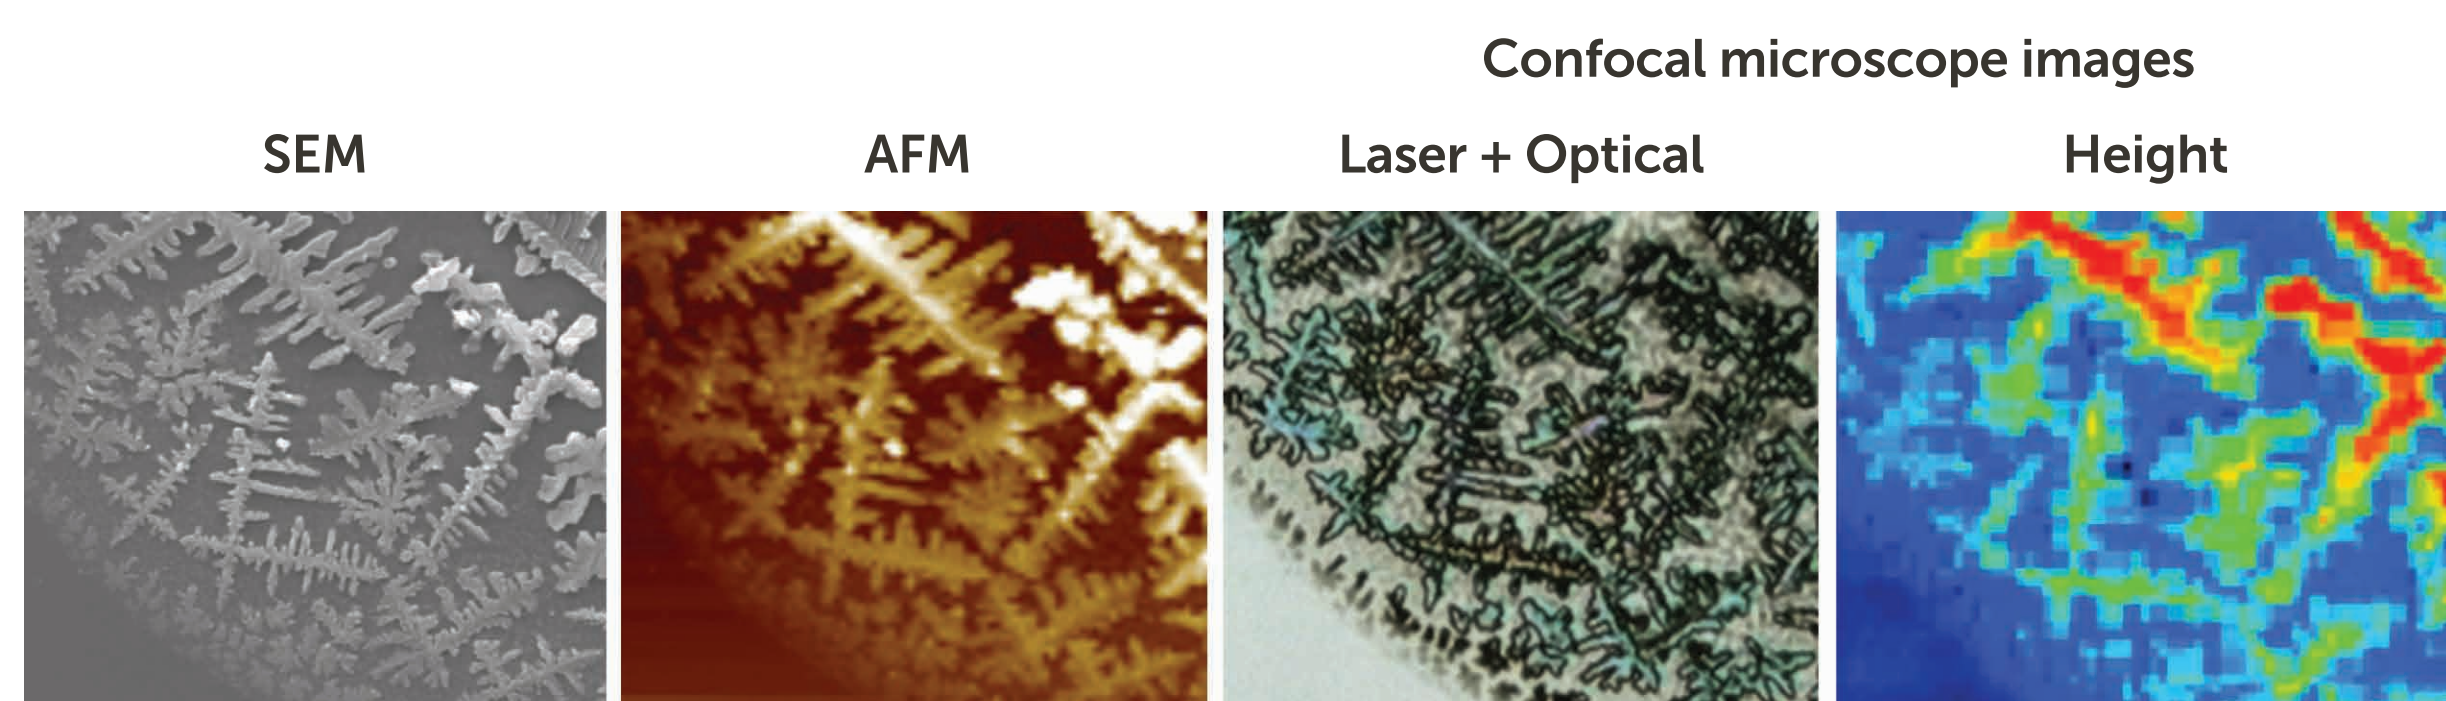 Confocal microscope images
SEM
AFM
Laser + Optical
Height